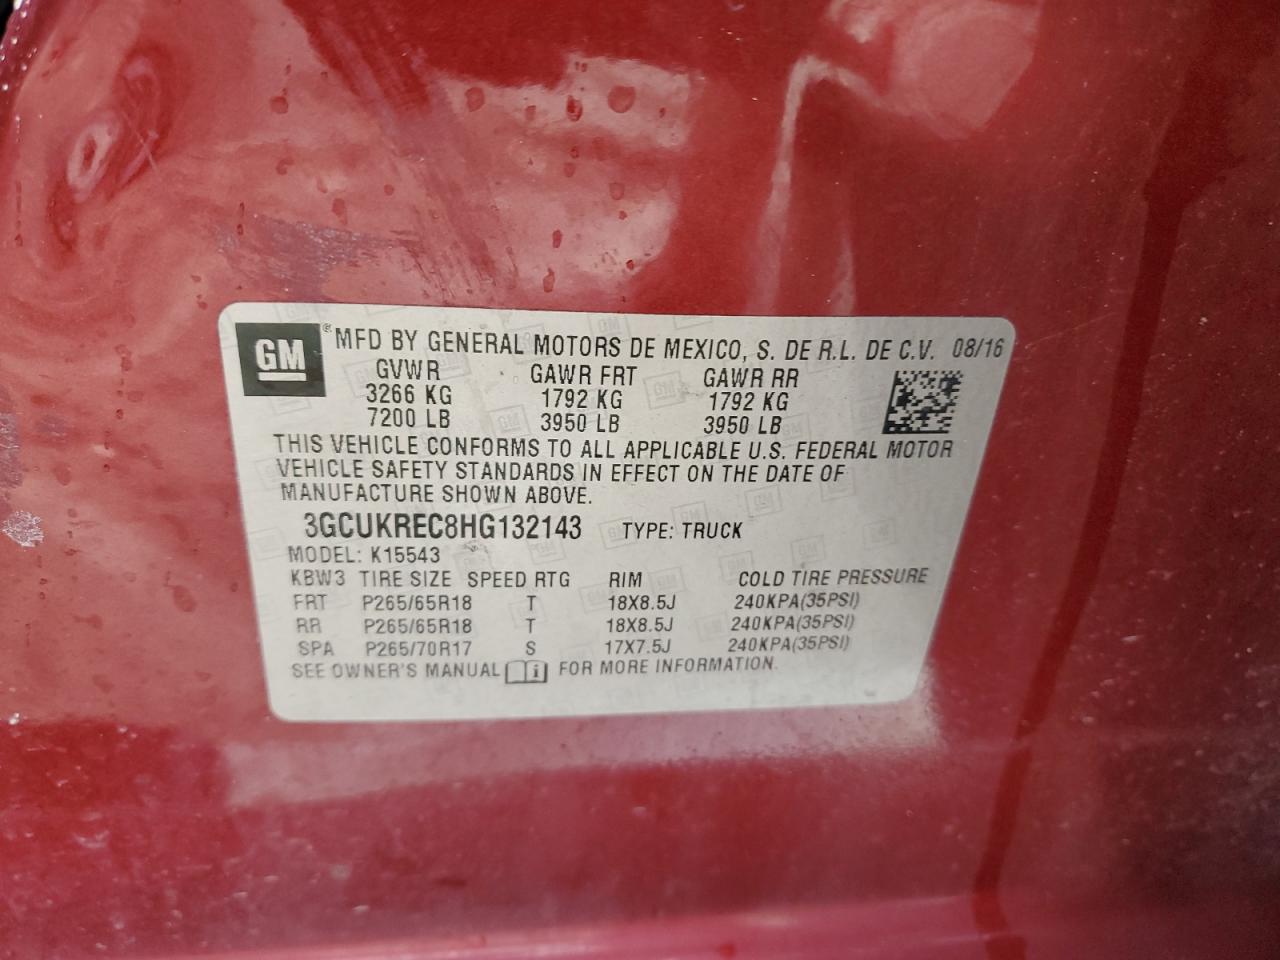 GM
® MFD BY GENERAL MOTORS DE MEXICO, S. DE R.L. DE C.V. 08/16
GVWR GAWR FRT GAWR RR
3266 KG 1792 KG 1792 KG
7200 LB 3950 LB 3950 LB
THIS VEHICLE CONFORMS TO ALL APPLICABLE U.S. FEDERAL MOTOR
VEHICLE SAFETY STANDARDS IN EFFECT ON THE DATE OF
MANUFACTURE SHOWN ABOVE.
3GCUKREC8HG132143 TYPE: TRUCK
MODEL: K15543
KBW3 TIRE SIZE SPEED RTG RIM COLD TIRE PRESSURE
FRT P265/65R18 T 18X8.5J 240KPA(35PSI)
RR P265/65R18 T 18X8.5J 240KPA(35PSI)
SPA P265/70R17 S 17X7.5J 240KPA(35PSI)
SEE OWNER'S MANUAL i FOR MORE INFORMATION.